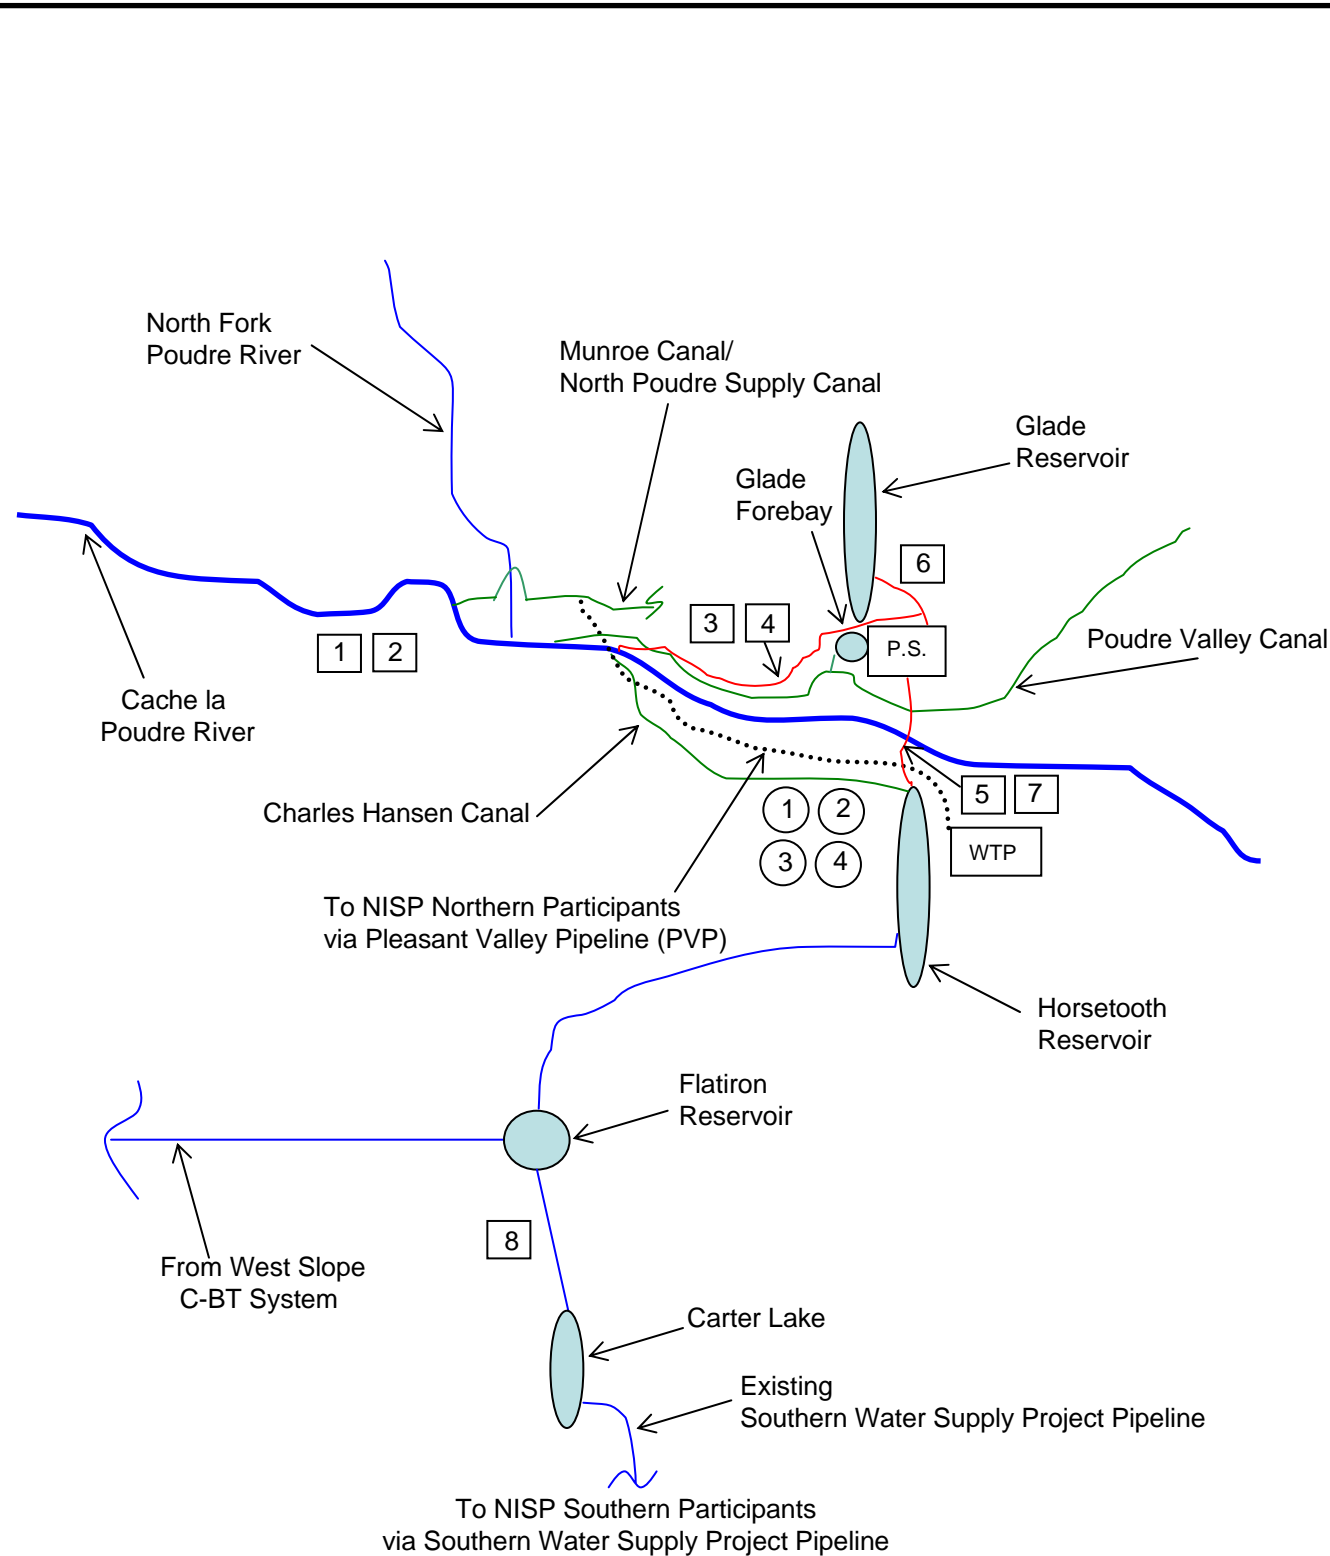 North Fork
Poudre River
Munroe Canal/
North Poudre Supply Canal
Glade
Reservoir
Glade
Forebay
6
3
4
1
2
P.S.
Poudre Valley Canal
Cache la
Poudre River
5
7
Charles Hansen Canal
1
2
3
4
WTP
To NISP Northern Participants
via Pleasant Valley Pipeline (PVP)
Horsetooth
Reservoir
Flatiron
Reservoir
8
From West Slope
C-BT System
Carter Lake
Existing
Southern Water Supply Project Pipeline
To NISP Southern Participants
via Southern Water Supply Project Pipeline